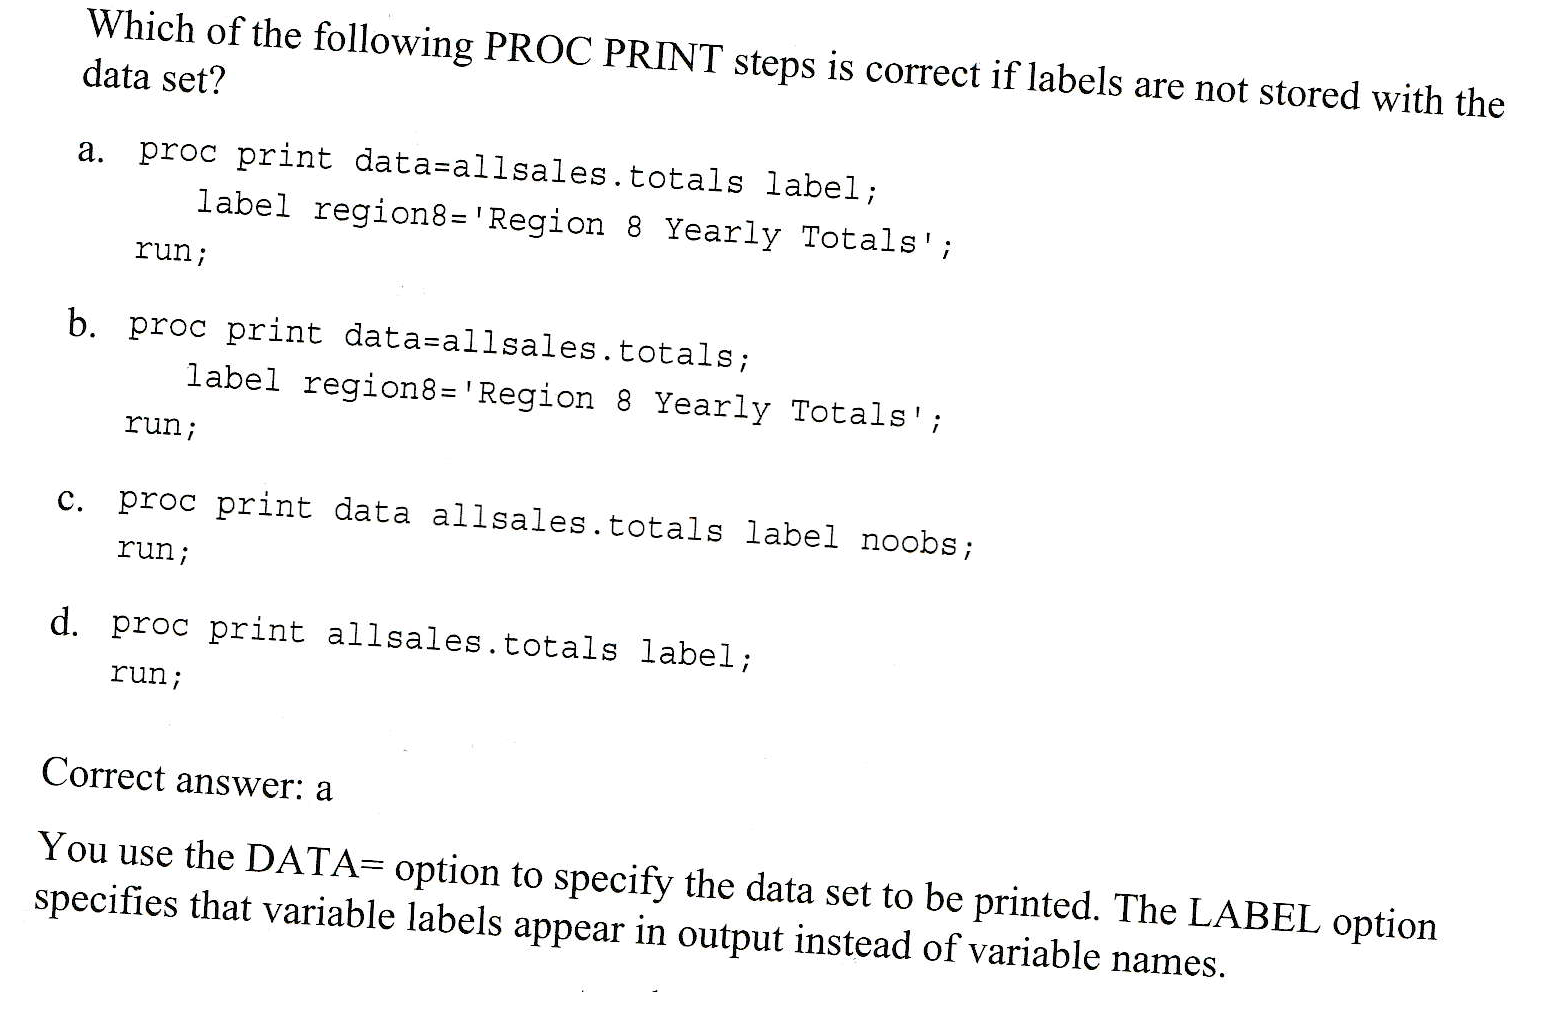 Which of the following PROC PRINT steps is correct if labels are not stored with the
data set?
a. proc print data=allsales.totals label;
label region8='Region 8 Yearly Totals';
run;
b. proc print data=allsales.totals;
label region8='Region 8 Yearly Totals';
run;
c. proc print data allsales.totals label noobs;
run;
d. proc print allsales.totals label;
run;
Correct answer: a
You use the DATA= option to specify the data set to be printed. The LABEL option
specifies that variable labels appear in output instead of variable names.